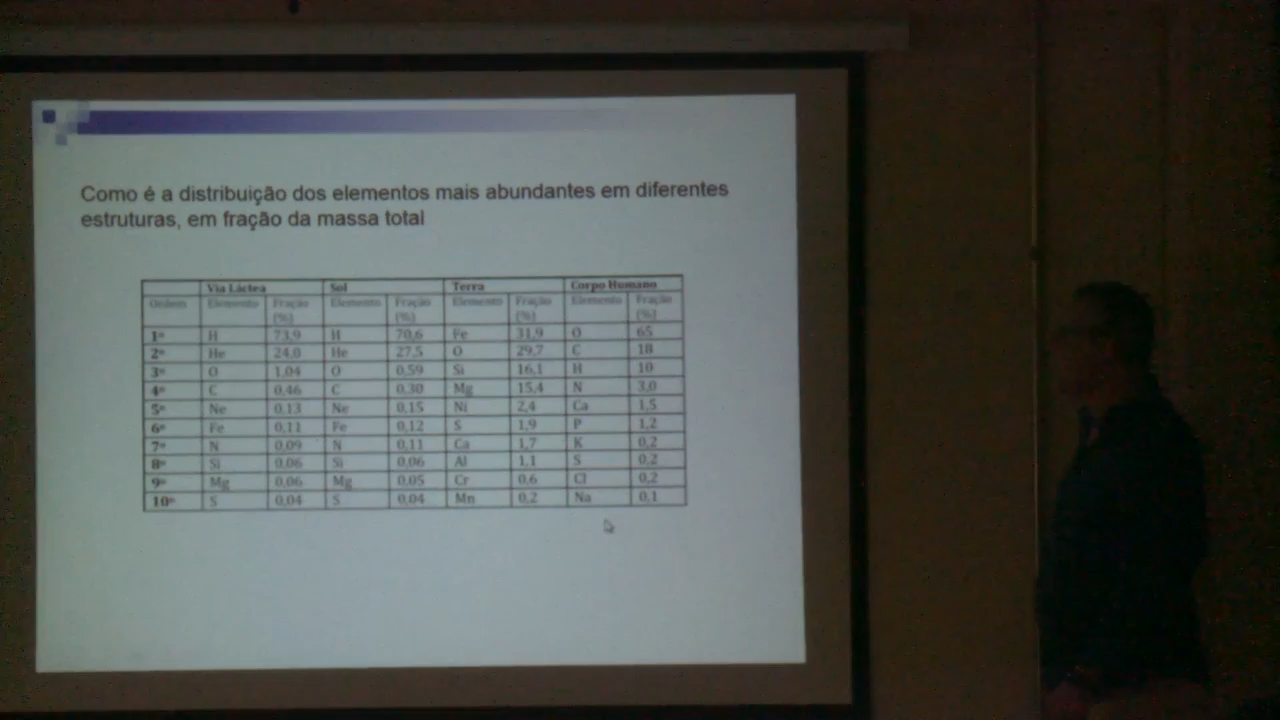 Como é a distribuição dos elementos mais abundantes em diferentes
estruturas, em fração da massa total
Via Láctea Sol Terra Corpo Humano
Ordem Elemento Fração Elemento Fração Elemento Fração Elemento Fração
(%) (%) (%) (%)
1º H 73,9 H 70,6 Fe 31,9 O 65
2º He 24,0 He 27,5 O 29,7 C 18
3º O 1,04 O 0,59 Si 16,1 H 10
4º C 0,46 C 0,30 Mg 15,4 N 3,0
5º Ne 0,13 Ne 0,15 Ni 2,4 Ca 1,5
6º Fe 0,11 Fe 0,12 S 1,9 P 1,2
7º N 0,09 N 0,11 Ca 1,7 K 0,2
8º Si 0,06 Si 0,06 Al 1,1 S 0,2
9º Mg 0,06 Mg 0,05 Cr 0,6 Cl 0,2
10º S 0,04 S 0,04 Mn 0,2 Na 0,1